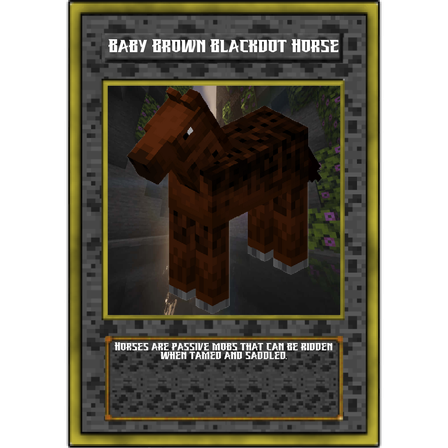 Baby Brown Blackdot Horse
Horses are passive mobs that can be ridden
when tamed and saddled.